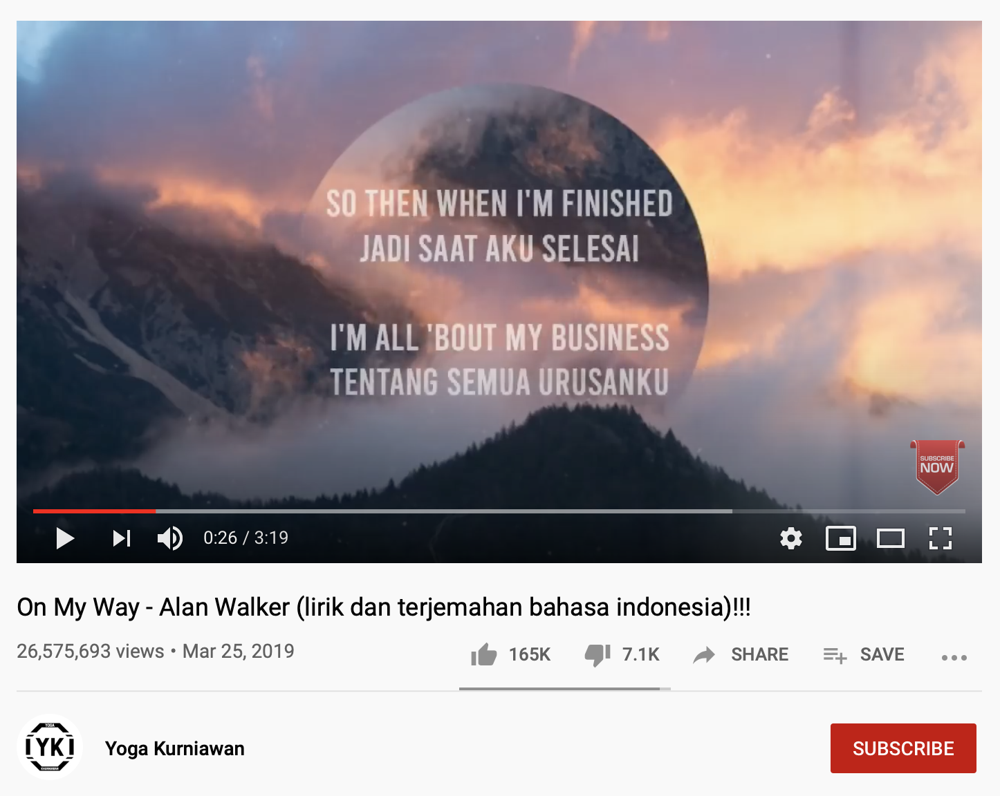 SO THEN WHEN I'M FINISHED
JADI SAAT AKU SELESAI
I'M ALL 'BOUT MY BUSINESS
TENTANG SEMUA URUSANKU
SUBSCRIBE
NOW
0:26 / 3:19
On My Way - Alan Walker (lirik dan terjemahan bahasa indonesia)!!!
26,575,693 views • Mar 25, 2019
165K
7.1K
SHARE
SAVE
YOGA
YK
Yoga Kurniawan
SUBSCRIBE